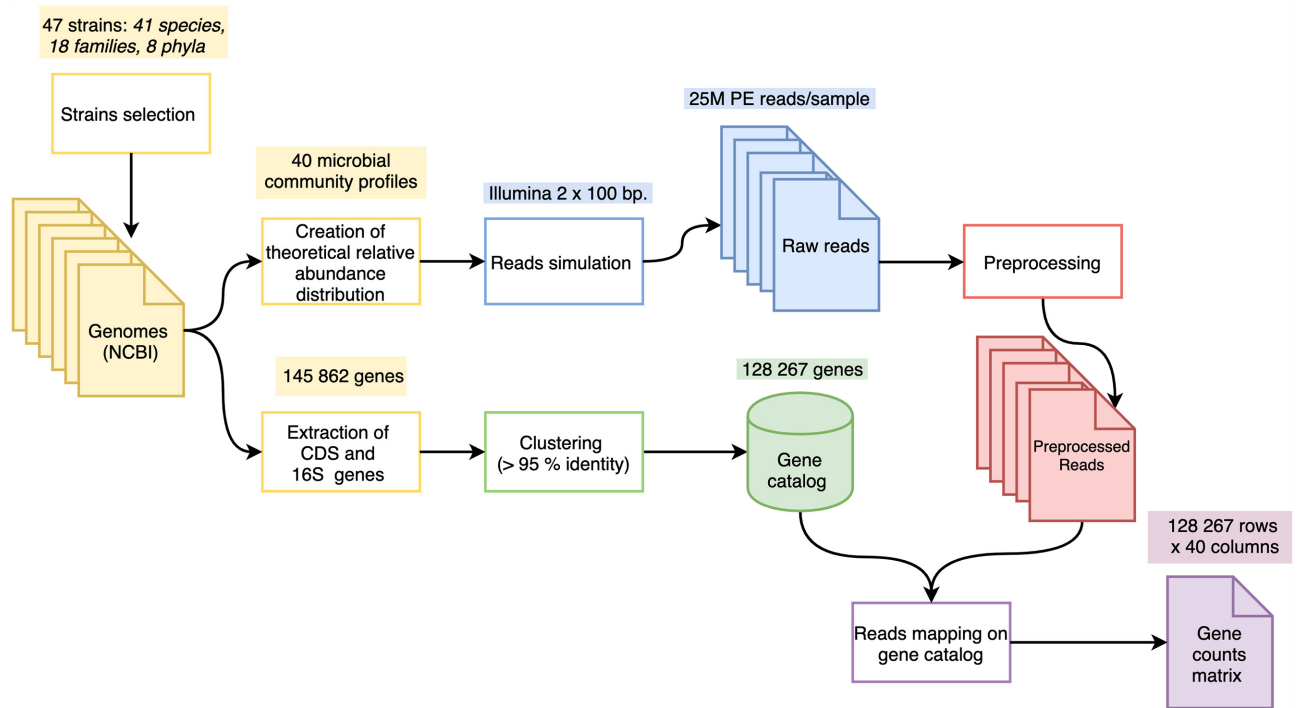 47 strains: 41 species,
18 families, 8 phyla
Strains selection
Genomes
(NCBI)
40 microbial
community profiles
Creation of
theoretical relative
abundance
distribution
Illumina 2 x 100 bp.
Reads simulation
25M PE reads/sample
Raw reads
Preprocessing
Preprocessed
Reads
145 862 genes
Extraction of
CDS and
16S genes
Clustering
(> 95 % identity)
128 267 genes
Gene
catalog
Reads mapping on
gene catalog
128 267 rows
x 40 columns
Gene
counts
matrix